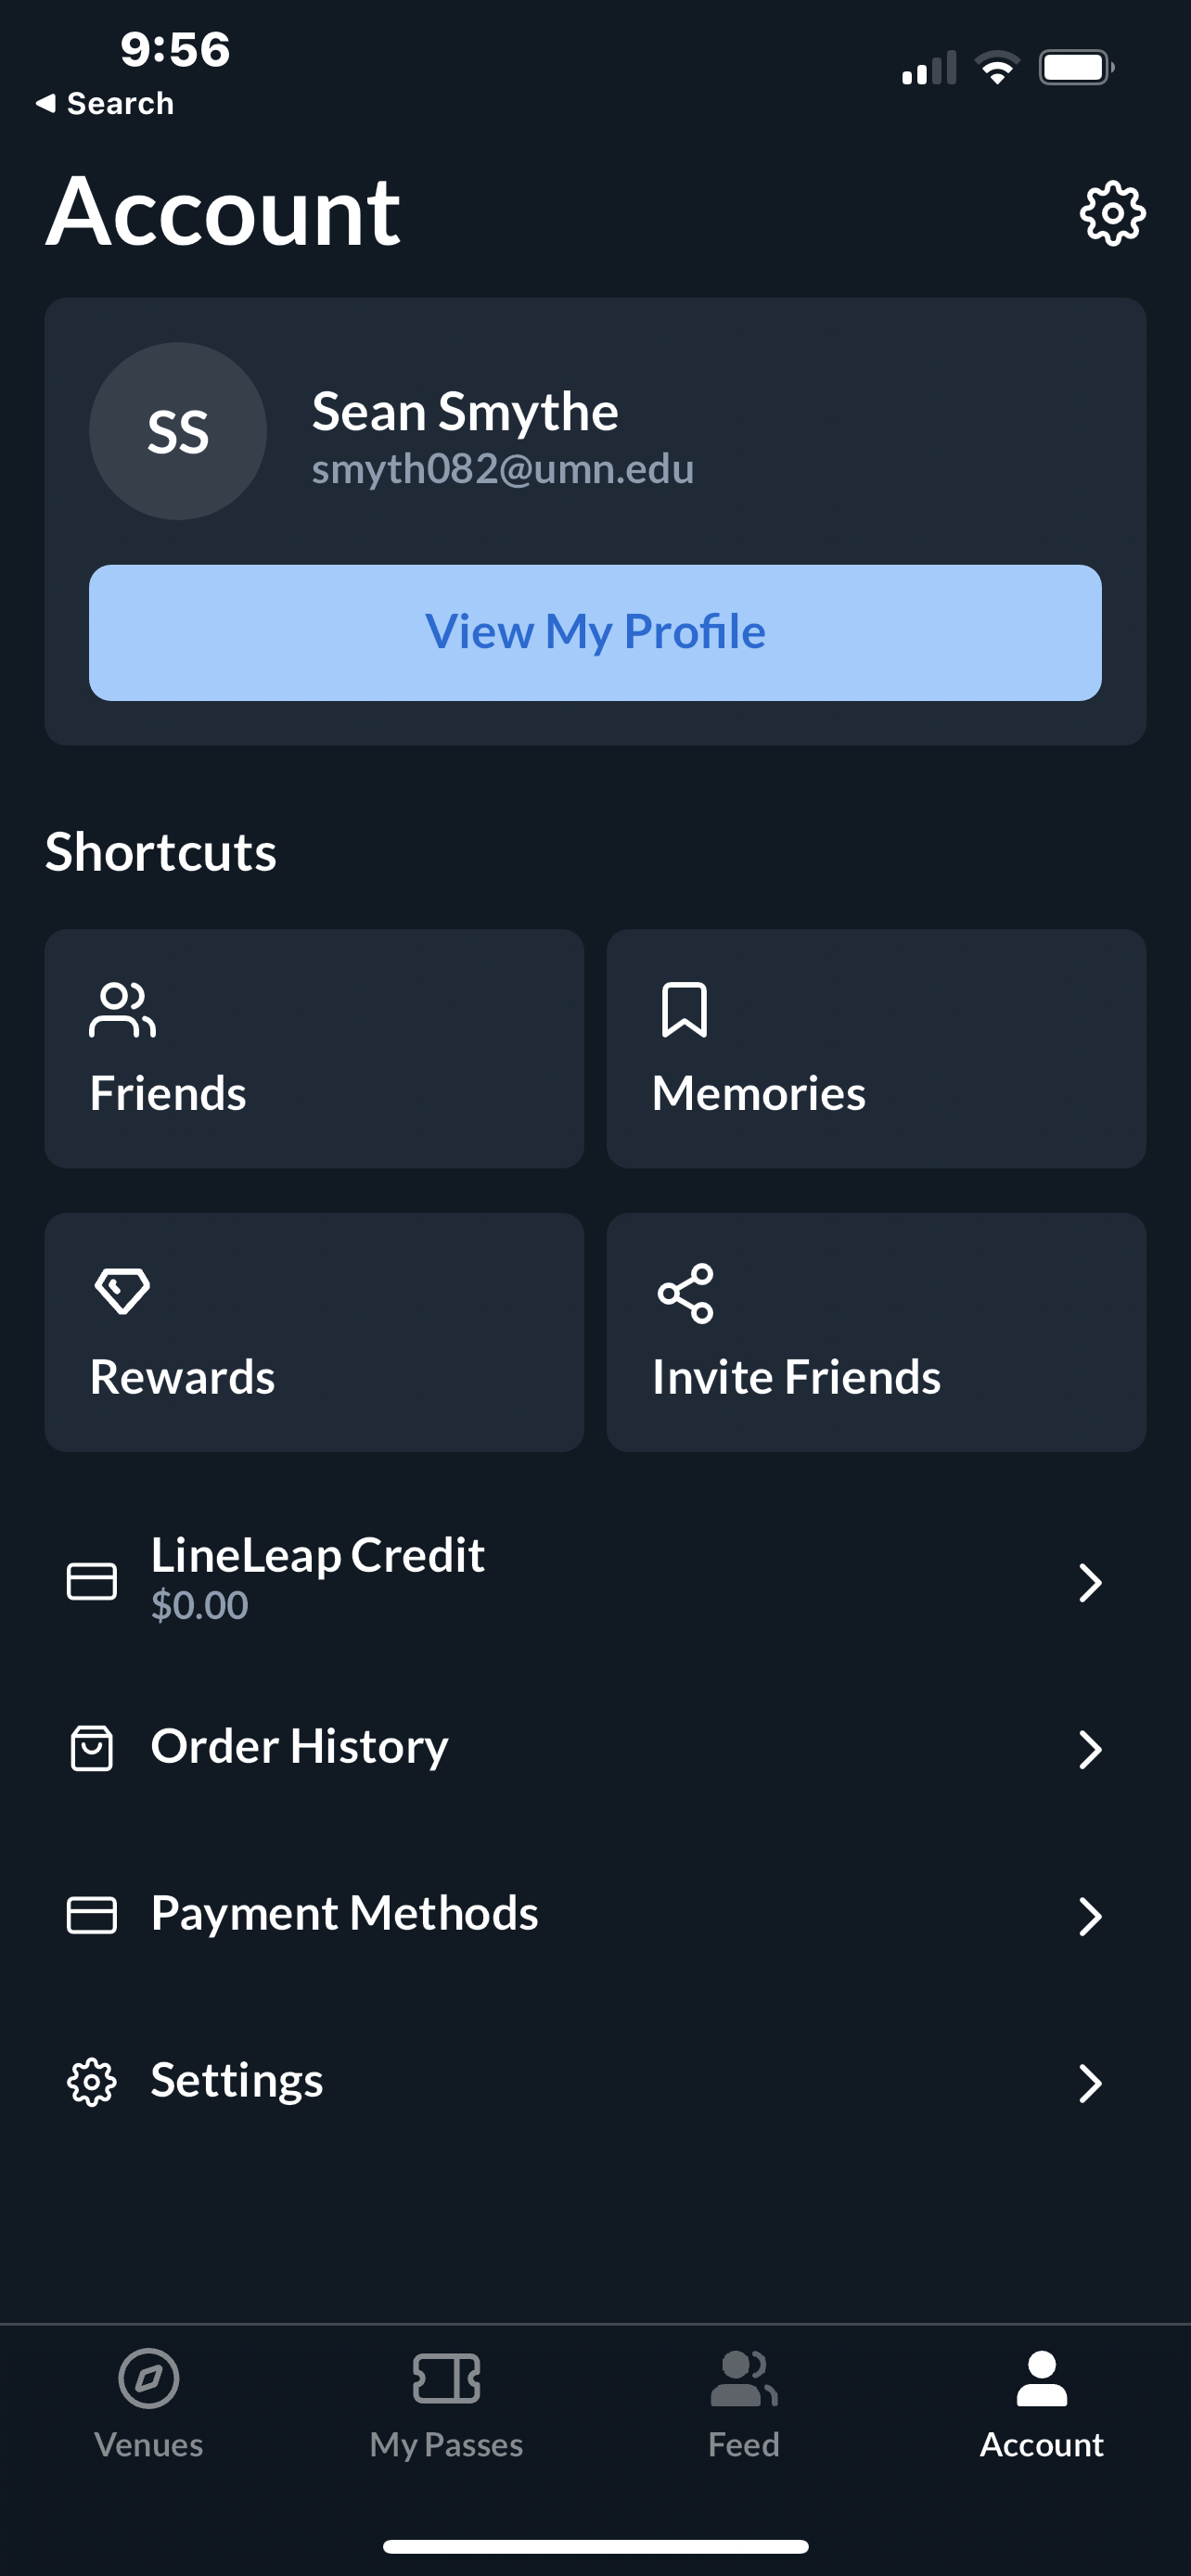 9:56
Search
Account
SS
Sean Smythe
smyth082@umn.edu
View My Profile
Shortcuts
Friends
Memories
Rewards
Invite Friends
LineLeap Credit
$0.00
Order History
Payment Methods
Settings
Venues
My Passes
Feed
Account